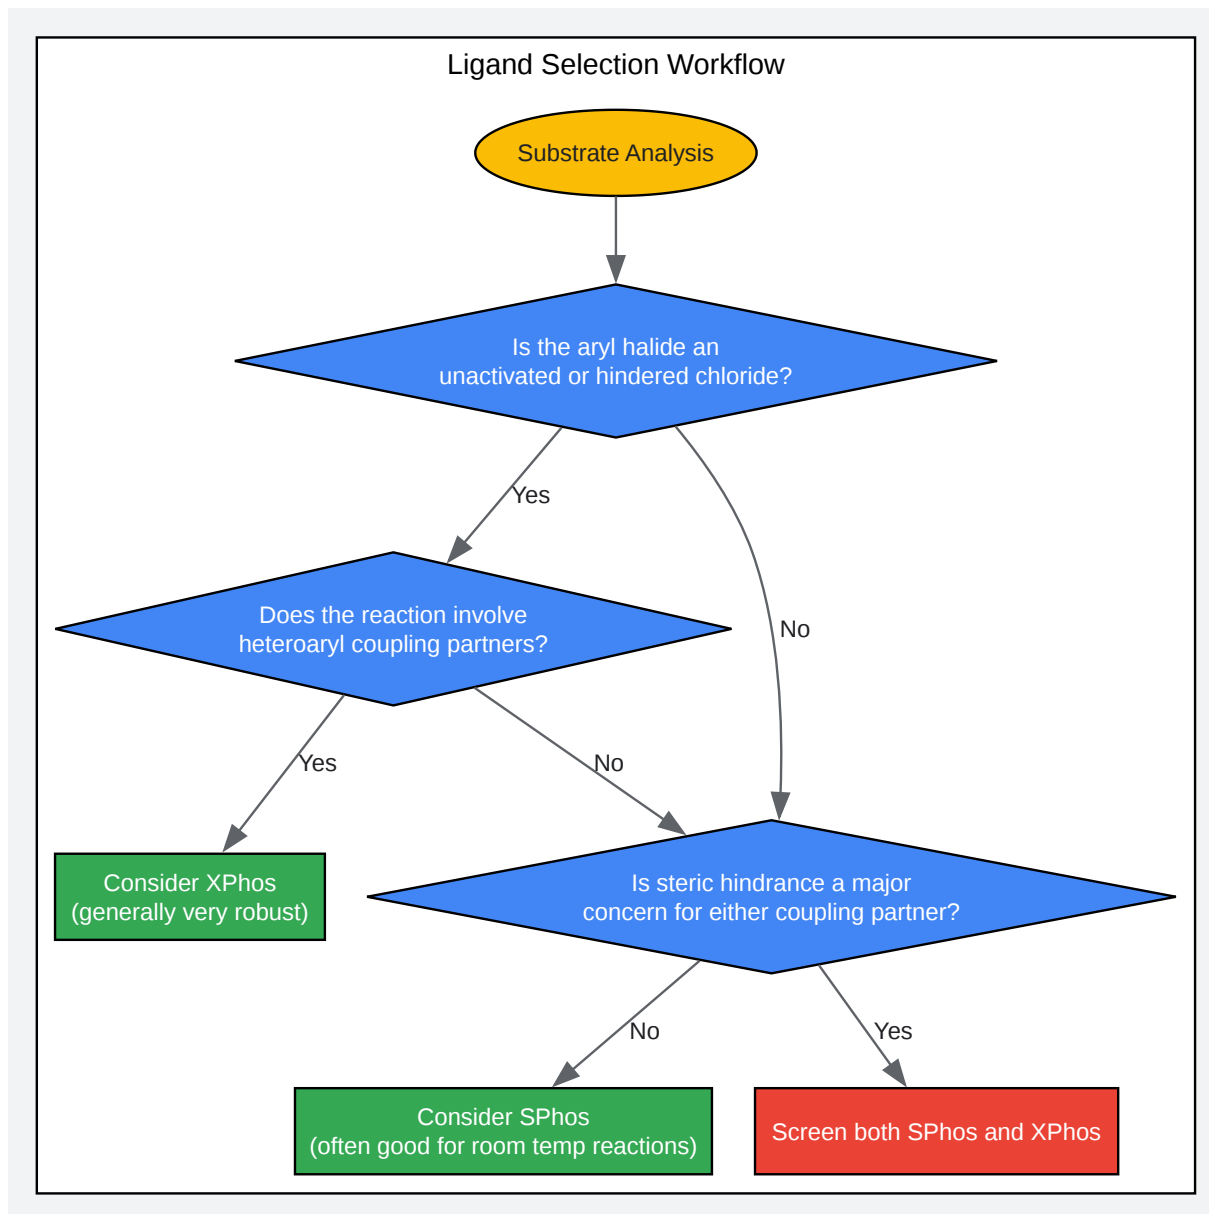 Ligand Selection Workflow
Substrate Analysis
Is the aryl halide an
unactivated or hindered chloride?
Yes
No
Does the reaction involve
heteroaryl coupling partners?
Yes
No
Consider XPhos
(generally very robust)
Is steric hindrance a major
concern for either coupling partner?
No
Yes
Consider SPhos
(often good for room temp reactions)
Screen both SPhos and XPhos